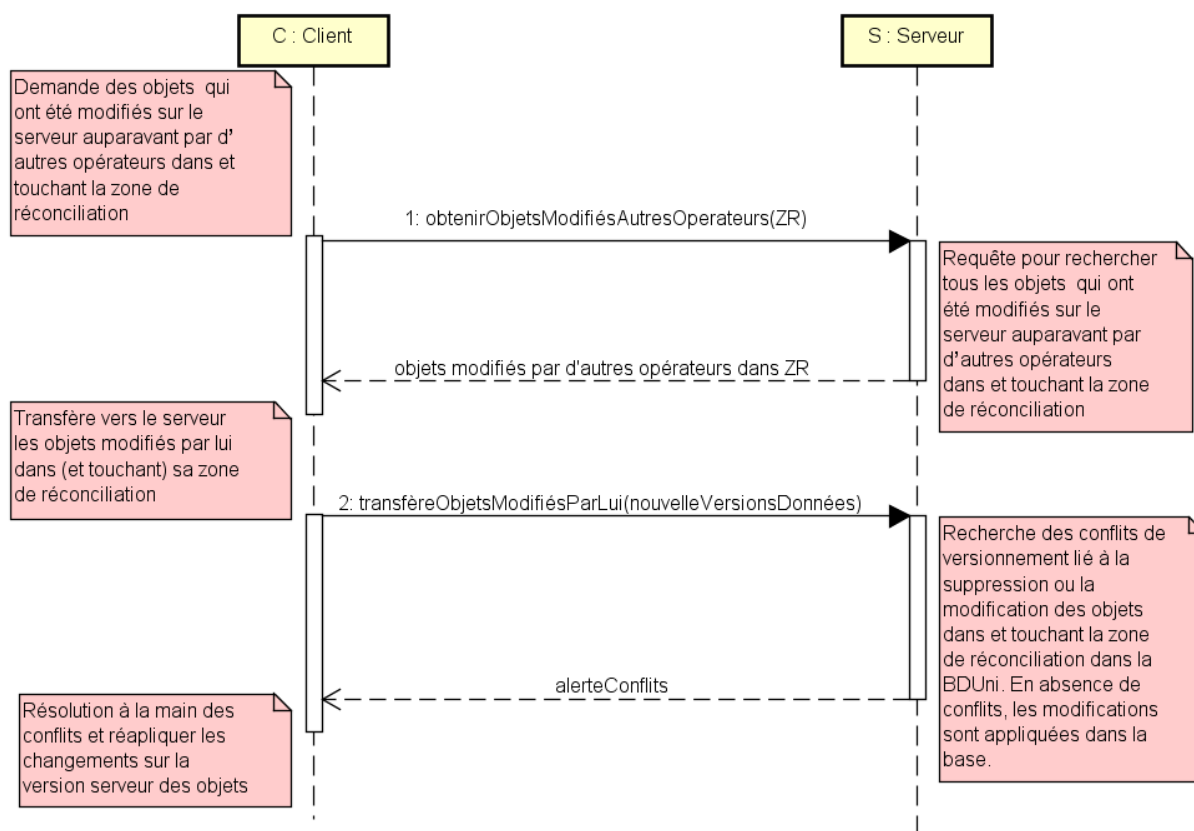 C : Client
S : Serveur
Demande des objets qui
ont été modifiés sur le
serveur auparavant par d’
autres opérateurs dans et
touchant la zone de
réconciliation
1: obtenirObjetsModifiésAutresOperateurs(ZR)
Requête pour rechercher
tous les objets qui ont
été modifiés sur le
serveur auparavant par
d’autres opérateurs
dans et touchant la zone
de réconciliation
objets modifiés par d'autres opérateurs dans ZR
Transfère vers le serveur
les objets modifiés par lui
dans (et touchant) sa zone
de réconciliation
2: transfèreObjetsModifiésParLui(nouvelleVersionsDonnées)
Recherche des conflits de
versionnement lié à la
suppression ou la
modification des objets
dans et touchant la zone
de réconciliation dans la
BDUni. En absence de
conflits, les modifications
sont appliquées dans la
base.
alerteConflits
Résolution à la main des
conflits et réapliquer les
changements sur la
version serveur des objets